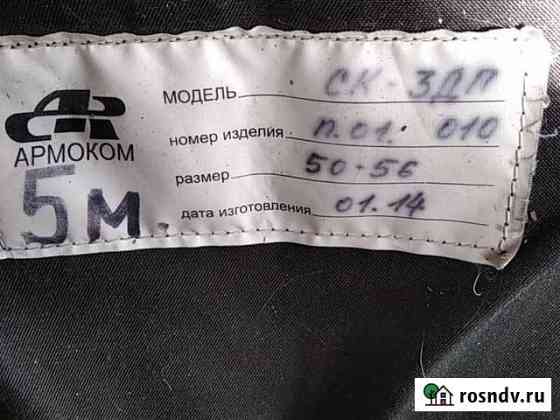 АРМОКОМ
5м.
МОДЕЛЬ СК-3ДП
номер изделия п.01. 010
размер 50-56
дата изготовления 01.14
rosndv.ru